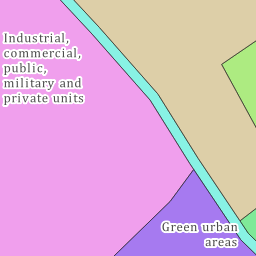 Industrial,
commercial,
public,
military and
private units
Green urban
areas